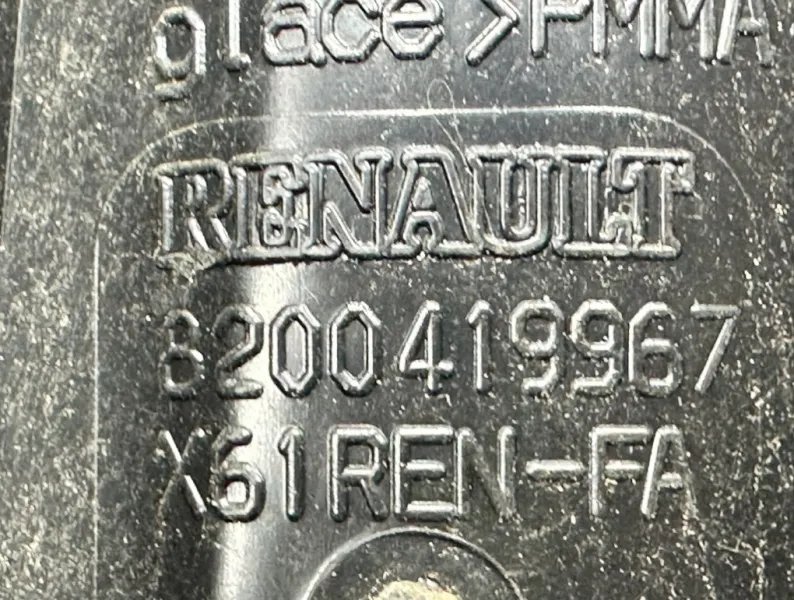 glace >PMMA
RENAULT
8200419967
X61REN-FA